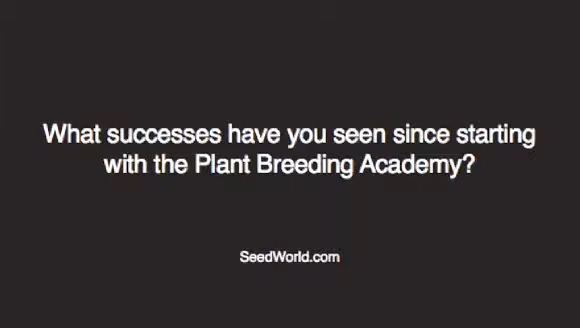 What successes have you seen since starting
with the Plant Breeding Academy?
SeedWorld.com